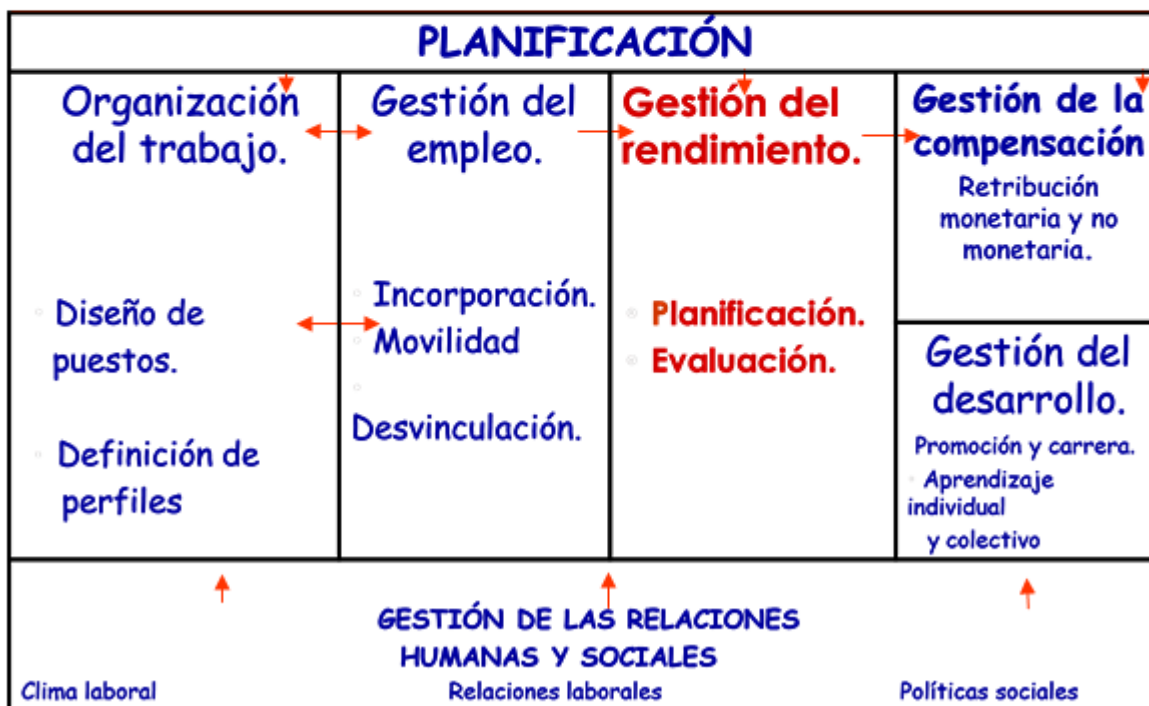 PLANIFICACIÓN
Organización
del trabajo.
Diseño de
puestos.
Definición de
perfiles
Gestión del
empleo.
Incorporación.
Movilidad
Desvinculación.
Gestión del
rendimiento.
Planificación.
Evaluación.
Gestión de la
compensación
Retribución
monetaria y no
monetaria.
Gestión del
desarrollo.
Promoción y carrera.
Aprendizaje
individual
y colectivo
GESTIÓN DE LAS RELACIONES
HUMANAS Y SOCIALES
Clima laboral
Relaciones laborales
Políticas sociales